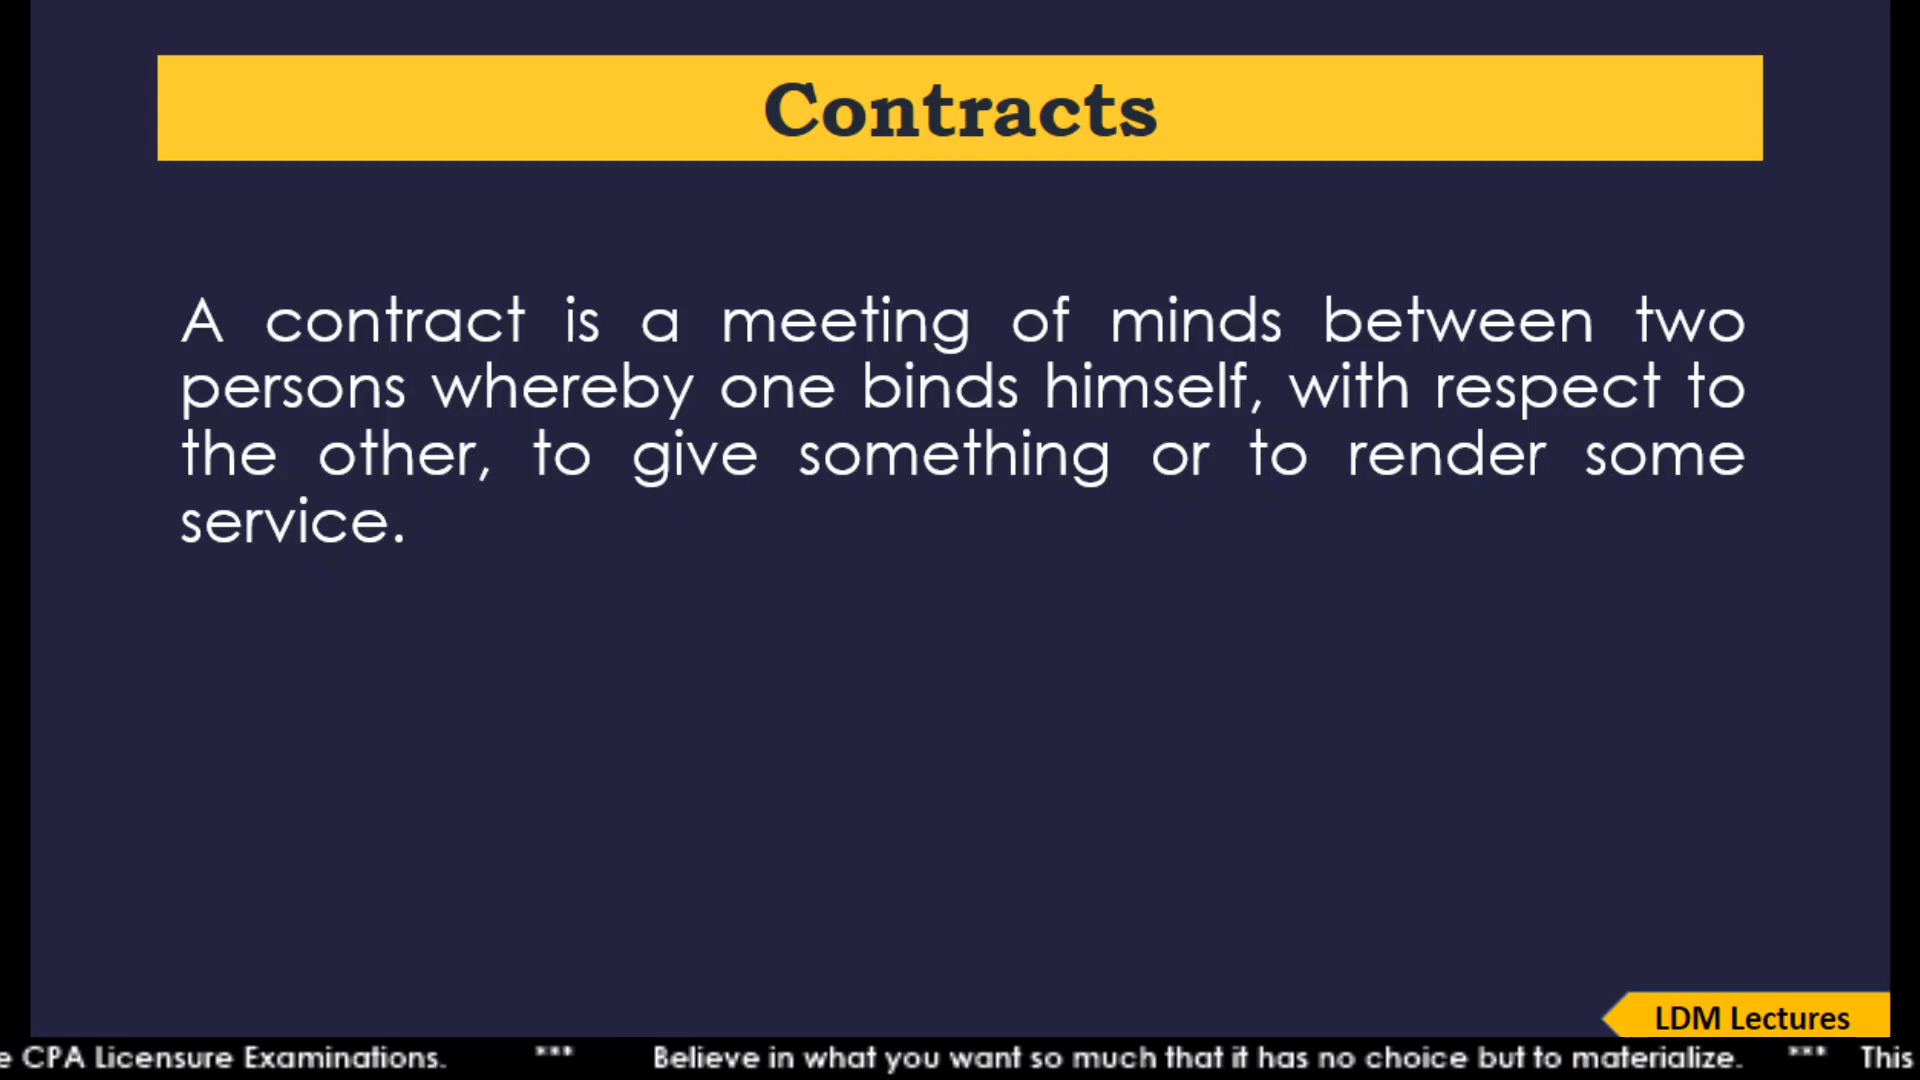 Contracts
A contract is a meeting of minds between two
persons whereby one binds himself, with respect to
the other, to give something or to render some
service.
LDM Lectures
e CPA Licensure Examinations. *** Believe in what you want so much that it has no choice but to materialize. *** This